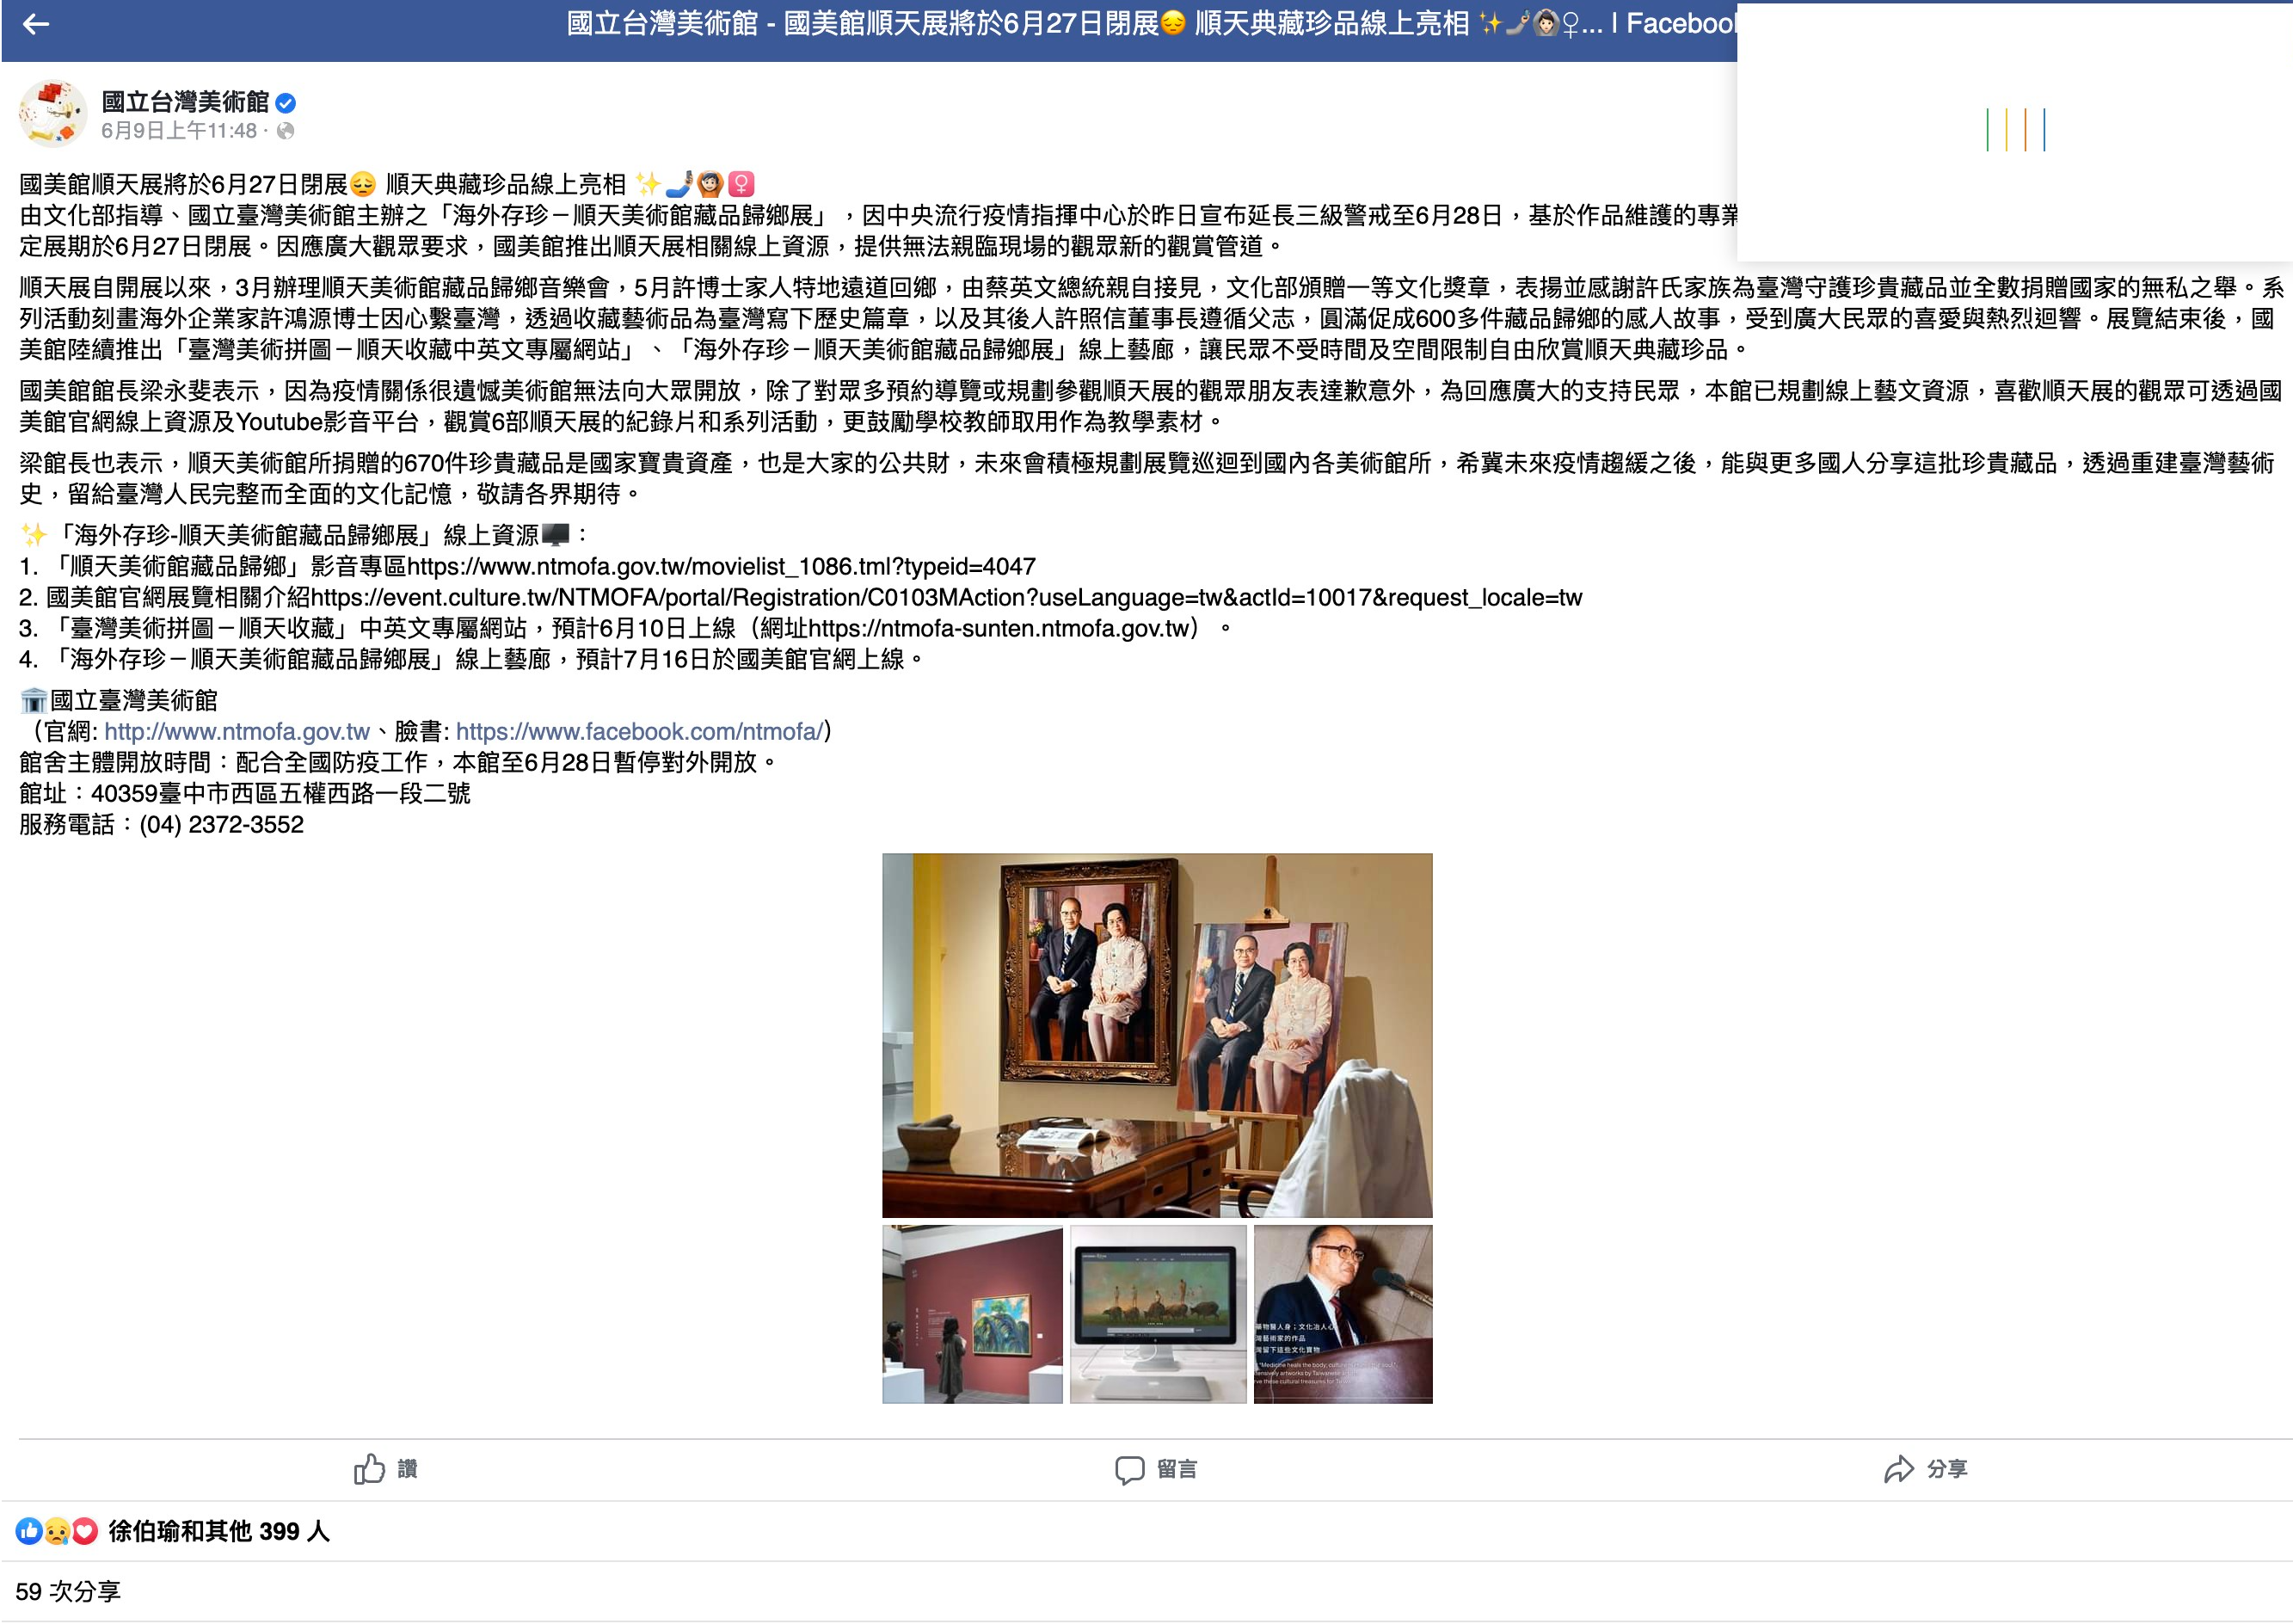 國立台灣美術館 - 國美館順天展將於6月27日閉展😔 順天典藏珍品線上亮相 ✨🤳🙆🏻♀... | Facebook
國立台灣美術館
6月9日上午11:48 ·
國美館順天展將於6月27日閉展😔 順天典藏珍品線上亮相 ✨🤳🙆🏻♀
由文化部指導、國立臺灣美術館主辦之「海外存珍－順天美術館藏品歸鄉展」，因中央流行疫情指揮中心於昨日宣布延長三級警戒至6月28日，基於作品維護的專業
定展期於6月27日閉展。因應廣大觀眾要求，國美館推出順天展相關線上資源，提供無法親臨現場的觀眾新的觀賞管道。
順天展自開展以來，3月辦理順天美術館藏品歸鄉音樂會，5月許博士家人特地遠道回鄉，由蔡英文總統親自接見，文化部頒贈一等文化獎章，表揚並感謝許氏家族為臺灣守護珍貴藏品並全數捐贈國家的無私之舉。系
列活動刻畫海外企業家許鴻源博士因心繫臺灣，透過收藏藝術品為臺灣寫下歷史篇章，以及其後人許照信董事長遵循父志，圓滿促成600多件藏品歸鄉的感人故事，受到廣大民眾的喜愛與熱烈迴響。展覽結束後，國
美館陸續推出「臺灣美術拼圖－順天收藏中英文專屬網站」、「海外存珍－順天美術館藏品歸鄉展」線上藝廊，讓民眾不受時間及空間限制自由欣賞順天典藏珍品。
國美館館長梁永斐表示，因為疫情關係很遺憾美術館無法向大眾開放，除了對眾多預約導覽或規劃參觀順天展的觀眾朋友表達歉意外，為回應廣大的支持民眾，本館已規劃線上藝文資源，喜歡順天展的觀眾可透過國
美館官網線上資源及Youtube影音平台，觀賞6部順天展的紀錄片和系列活動，更鼓勵學校教師取用作為教學素材。
梁館長也表示，順天美術館所捐贈的670件珍貴藏品是國家寶貴資產，也是大家的公共財，未來會積極規劃展覽巡迴到國內各美術館所，希冀未來疫情趨緩之後，能與更多國人分享這批珍貴藏品，透過重建臺灣藝術
史，留給臺灣人民完整而全面的文化記憶，敬請各界期待。
✨「海外存珍-順天美術館藏品歸鄉展」線上資源🖥️：
1. 「順天美術館藏品歸鄉」影音專區https://www.ntmofa.gov.tw/movielist_1086.tml?typeid=4047
2. 國美館官網展覽相關介紹https://event.culture.tw/NTMOFA/portal/Registration/C0103MAction?useLanguage=tw&actId=10017&request_locale=tw
3. 「臺灣美術拼圖－順天收藏」中英文專屬網站，預計6月10日上線（網址https://ntmofa-sunten.ntmofa.gov.tw）。
4. 「海外存珍－順天美術館藏品歸鄉展」線上藝廊，預計7月16日於國美館官網上線。
🏛️國立臺灣美術館
（官網: http://www.ntmofa.gov.tw、臉書: https://www.facebook.com/ntmofa/）
館舍主體開放時間：配合全國防疫工作，本館至6月28日暫停對外開放。
館址：40359臺中市西區五權西路一段二號
服務電話：(04) 2372-3552
藥物醫人身；文化冶人心
灣藝術家的作品
灣留下這些文化寶物
"Medicine heals the body; cultu
ensively artworks by Taiwanese
ve these cultural treasures for
讚
留言
分享
徐伯瑜和其他 399 人
59 次分享